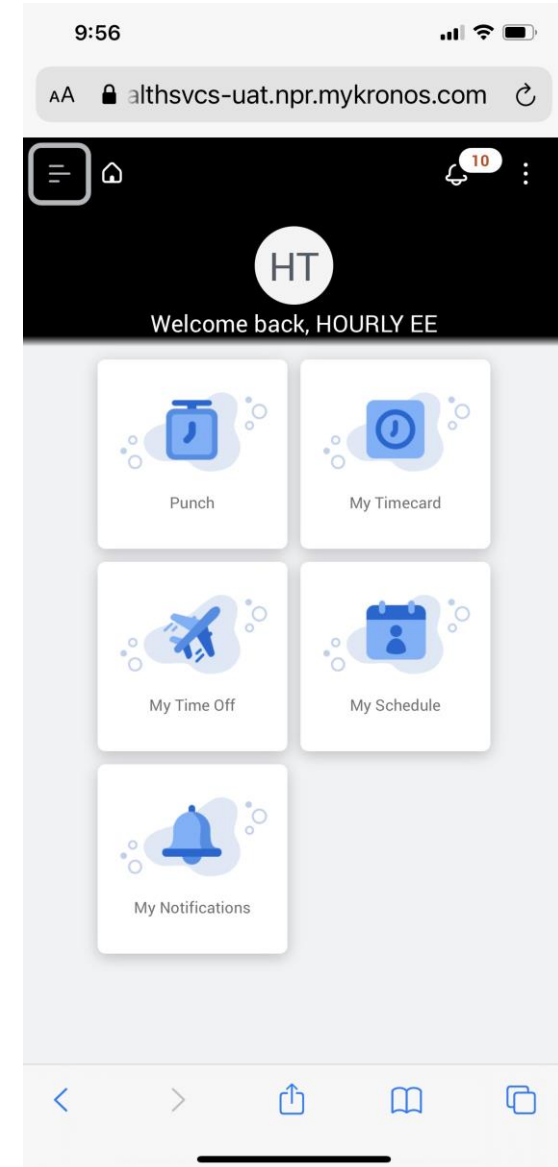 9:56
AA althsvcs-uat.npr.mykronos.com
10
HT
Welcome back, HOURLY EE
Punch
My Timecard
My Time Off
My Schedule
My Notifications